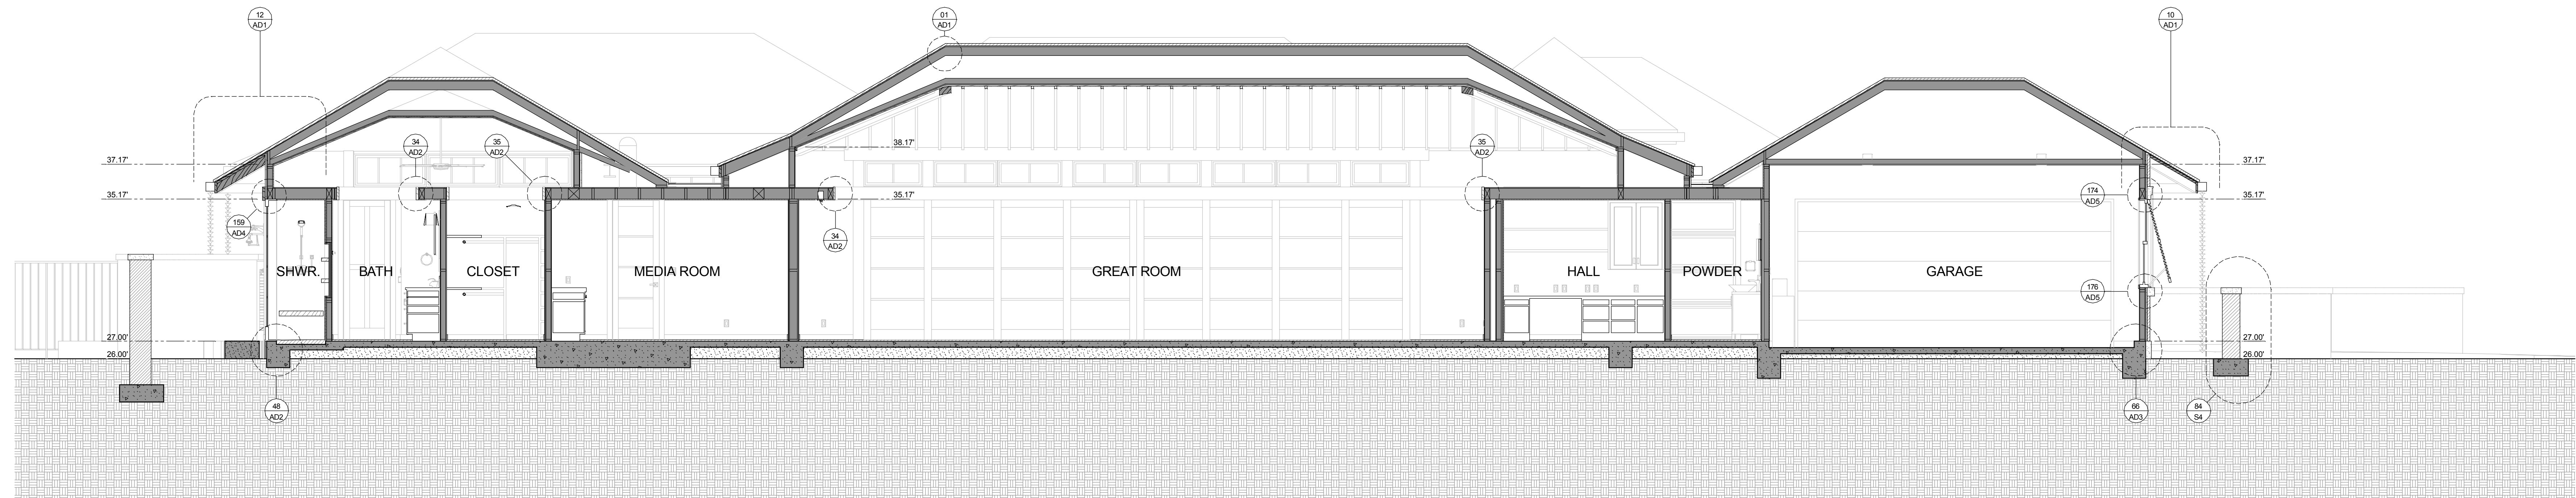 12
AD1
01
AD1
10
AD1
34
AD2
35
AD2
38.17'
35
AD2
37.17'
37.17'
35.17'
35.17'
174
AD5
35.17'
159
AD4
34
AD2
SHWR.
BATH
CLOSET
MEDIA ROOM
GREAT ROOM
HALL
POWDER
GARAGE
176
AD5
27.00'
27.00'
26.00'
26.00'
48
AD2
66
AD3
84
S4